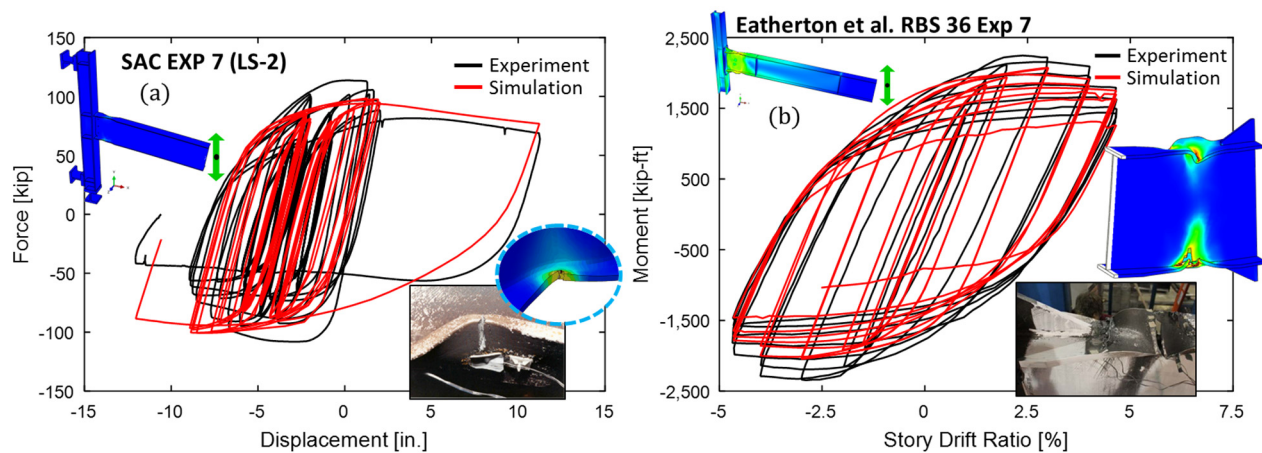 SAC EXP 7 (LS-2)
(a)
Experiment
Simulation
150
100
50
0
-50
-100
-150
Force [kip]
-15
-10
-5
0
5
10
15
Displacement [in.]
Eatherton et al. RBS 36 Exp 7
(b)
Experiment
Simulation
2,500
1,500
500
-500
-1,500
-2,500
Moment [kip-ft]
-5
-2.5
0
2.5
5
7.5
Story Drift Ratio [%]